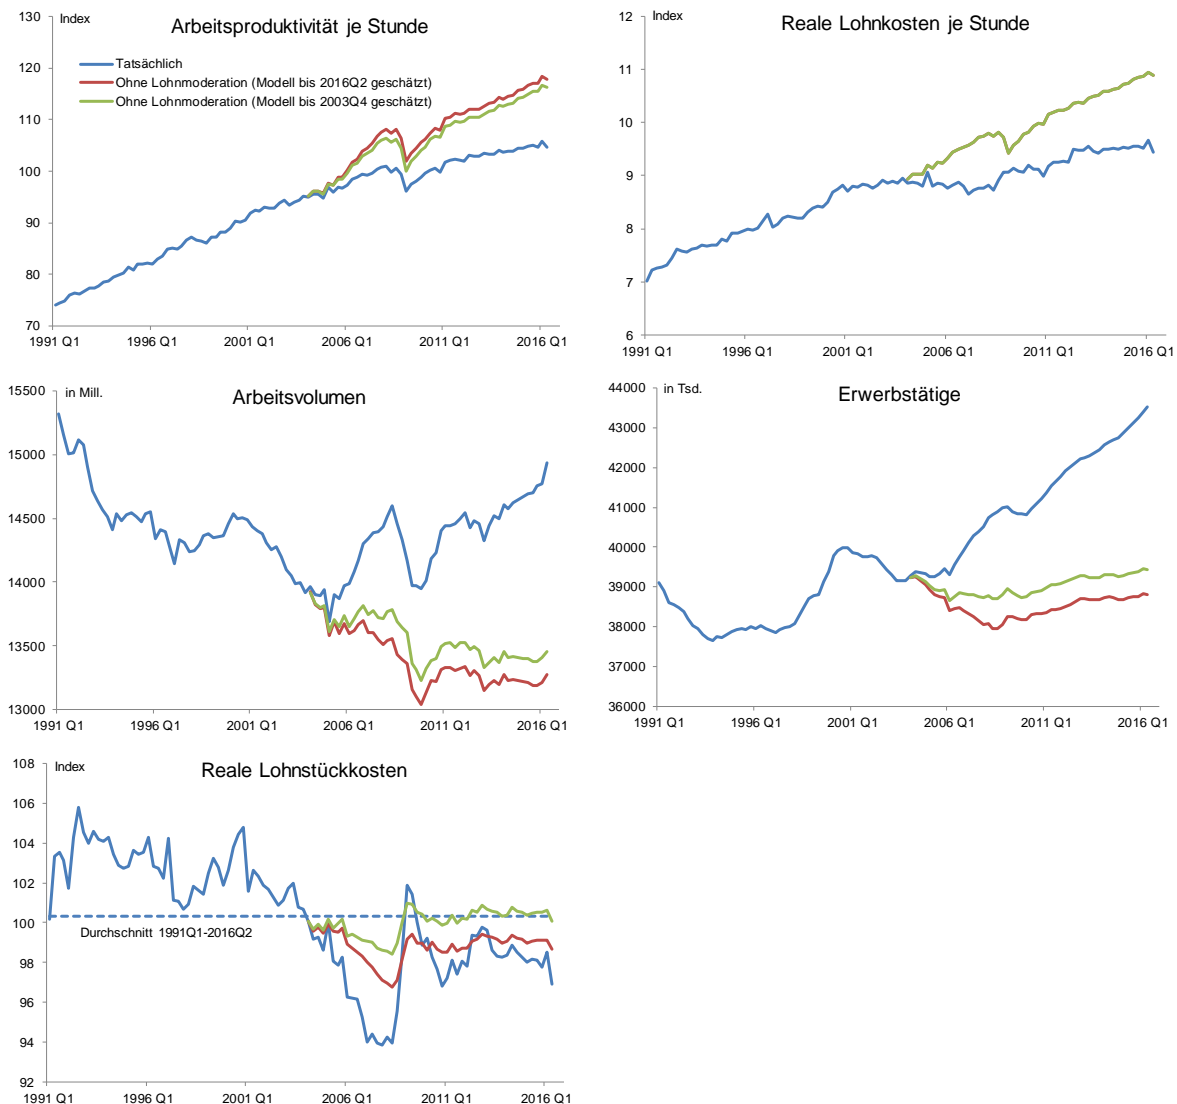 Arbeitsproduktivität je Stunde
Index
130
120
110
100
90
80
70
Tatsächlich
Ohne Lohnmoderation (Modell bis 2016Q2 geschätzt)
Ohne Lohnmoderation (Modell bis 2003Q4 geschätzt)
1991 Q1 1996 Q1 2001 Q1 2006 Q1 2011 Q1 2016 Q1
Reale Lohnkosten je Stunde
Index
12
11
10
9
8
7
6
1991 Q1 1996 Q1 2001 Q1 2006 Q1 2011 Q1 2016 Q1
Arbeitsvolumen
in Mill.
15500
15000
14500
14000
13500
13000
1991 Q1 1996 Q1 2001 Q1 2006 Q1 2011 Q1 2016 Q1
Erwerbstätige
in Tsd.
44000
43000
42000
41000
40000
39000
38000
37000
36000
1991 Q1 1996 Q1 2001 Q1 2006 Q1 2011 Q1 2016 Q1
Reale Lohnstückkosten
Index
108
106
104
102
100
98
96
94
92
Durchschnitt 1991Q1-2016Q2
1991 Q1 1996 Q1 2001 Q1 2006 Q1 2011 Q1 2016 Q1